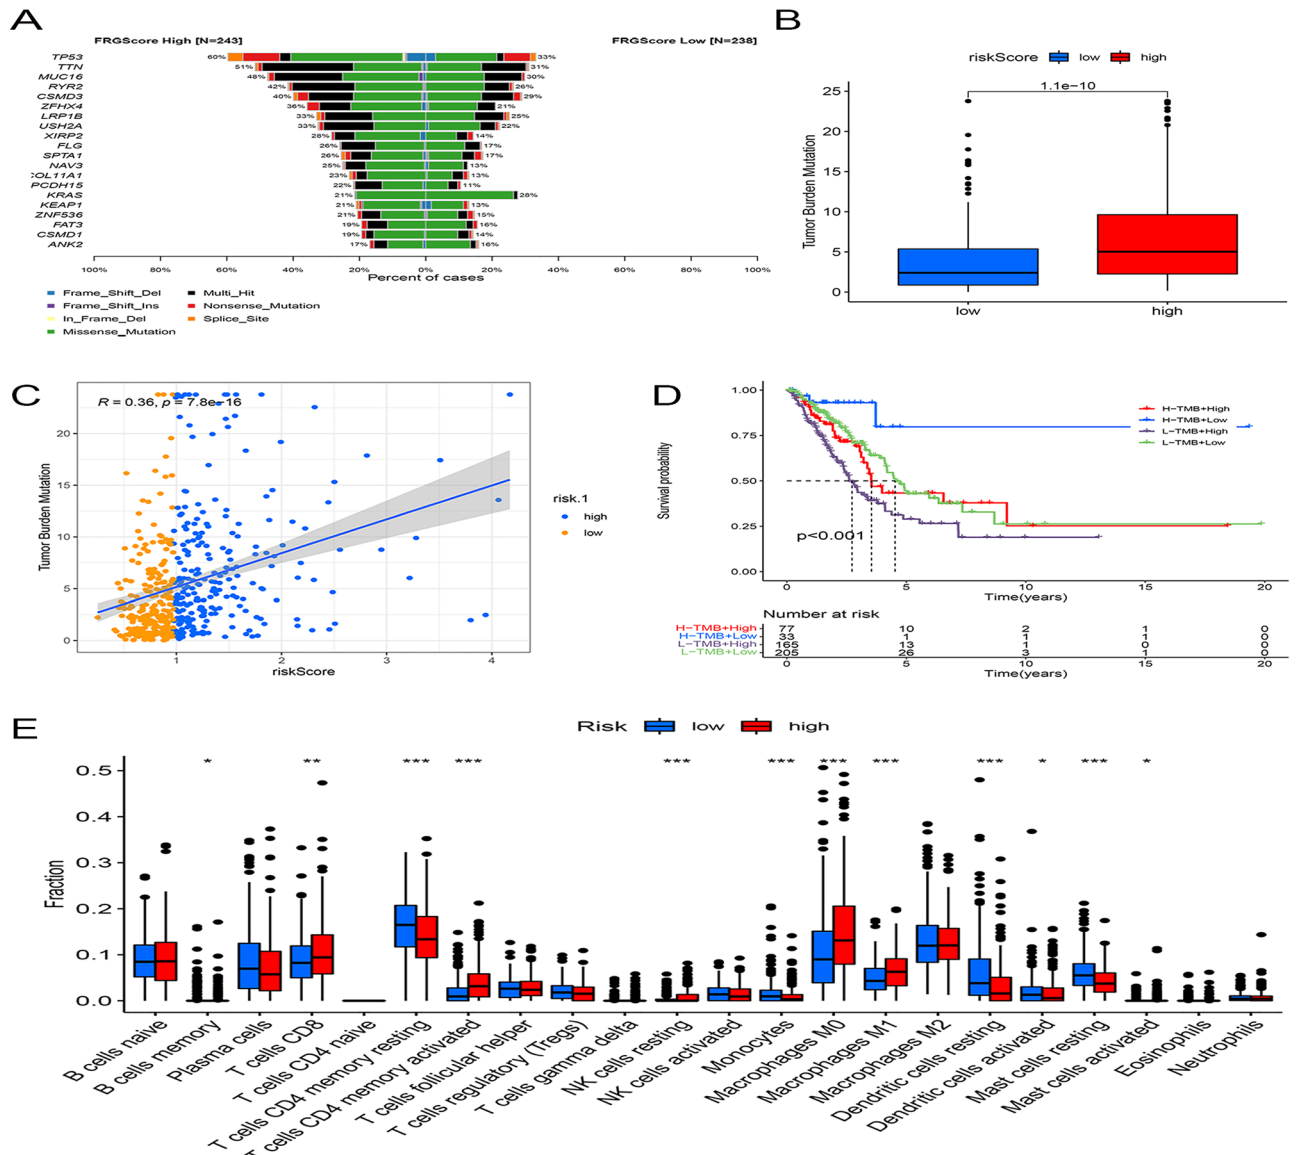 A
FRGScore High [N=243]
FRGScore Low [N=238]
TP53 60% 33%
TTN 51% 31%
MUC16 48% 30%
RYR2 42% 26%
CSMD3 40% 29%
ZFHX4 36% 21%
LRP1B 33% 25%
USH2A 33% 22%
XIRP2 28% 14%
FLG 26% 17%
SPTA1 26% 17%
NAV3 25% 13%
COL11A1 23% 13%
PCDH15 22% 11%
KRAS 21% 28%
KEAP1 21% 13%
ZNF536 21% 15%
FAT3 19% 16%
CSMD1 19% 14%
ANK2 17% 16%
100% 80% 60% 40% 20% 0% 20% 40% 60% 80% 100%
Percent of cases
Frame_Shift_Del
Frame_Shift_Ins
In_Frame_Del
Missense_Mutation
Multi_Hit
Nonsense_Mutation
Splice_Site
B
riskScore low high
1.1e−10
Tumor Burden Mutation
25
20
15
10
5
0
low high
C
R = 0.36, p = 7.8e−16
Tumor Burden Mutation
20
15
10
5
0
1 2 3 4
riskScore
risk.1
high
low
D
Survival probability
1.00
0.75
0.50
0.25
0.00
p<0.001
H−TMB+High
H−TMB+Low
L−TMB+High
L−TMB+Low
0 5 10 15 20
Time(years)
Number at risk
H−TMB+High 77 10 2 1 0
H−TMB+Low 33 1 1 1 0
L−TMB+High 165 13 1 0 0
L−TMB+Low 205 26 3 1 0
0 5 10 15 20
Time(years)
E
Risk low high
* ** *** *** *** *** *** *** *** * *** *
Fraction
0.5
0.4
0.3
0.2
0.1
0.0
B cells naive
B cells memory
Plasma cells
T cells CD8
T cells CD4 naive
T cells CD4 memory resting
T cells CD4 memory activated
T cells follicular helper
T cells regulatory (Tregs)
T cells gamma delta
NK cells resting
NK cells activated
Monocytes
Macrophages M0
Macrophages M1
Macrophages M2
Dendritic cells resting
Dendritic cells activated
Mast cells resting
Mast cells activated
Eosinophils
Neutrophils